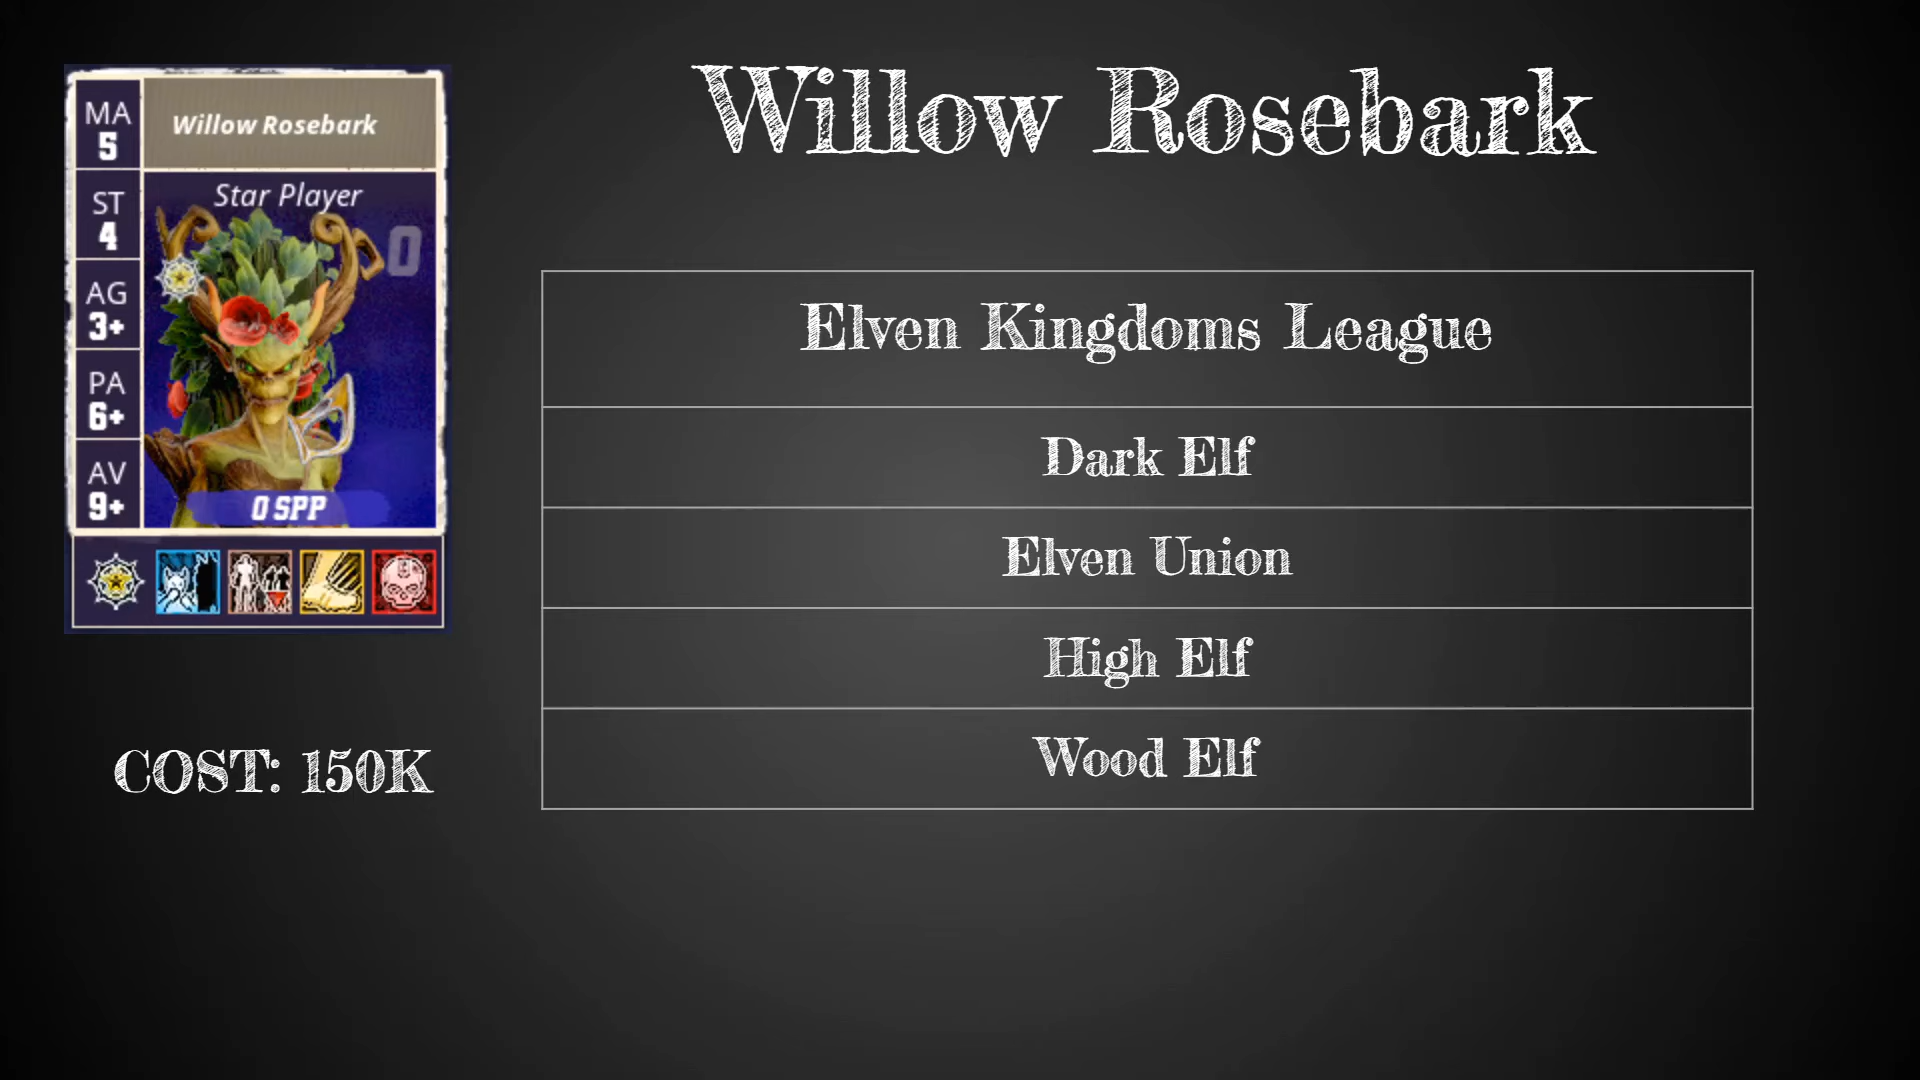 Willow Rosebark
MA
5
Willow Rosebark
ST
4
Star Player
0
AG
3+
PA
6+
AV
9+
0 SPP
COST: 150K
Elven Kingdoms League
Dark Elf
Elven Union
High Elf
Wood Elf